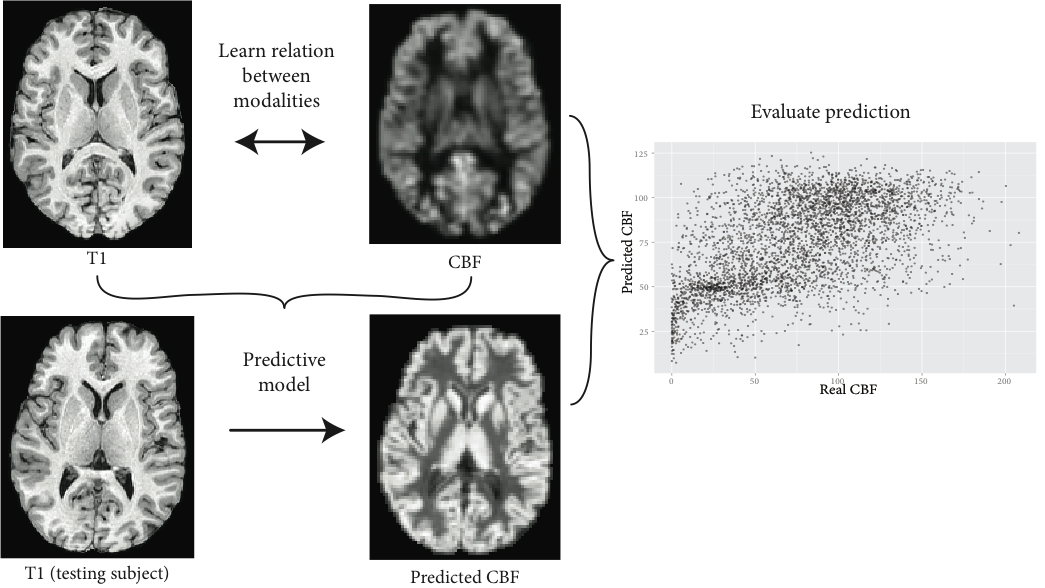 Learn relation
between
modalities
T1
CBF
Predictive
model
T1 (testing subject)
Predicted CBF
Evaluate prediction
Predicted CBF
125
100
75
50
25
0
50
100
150
200
Real CBF